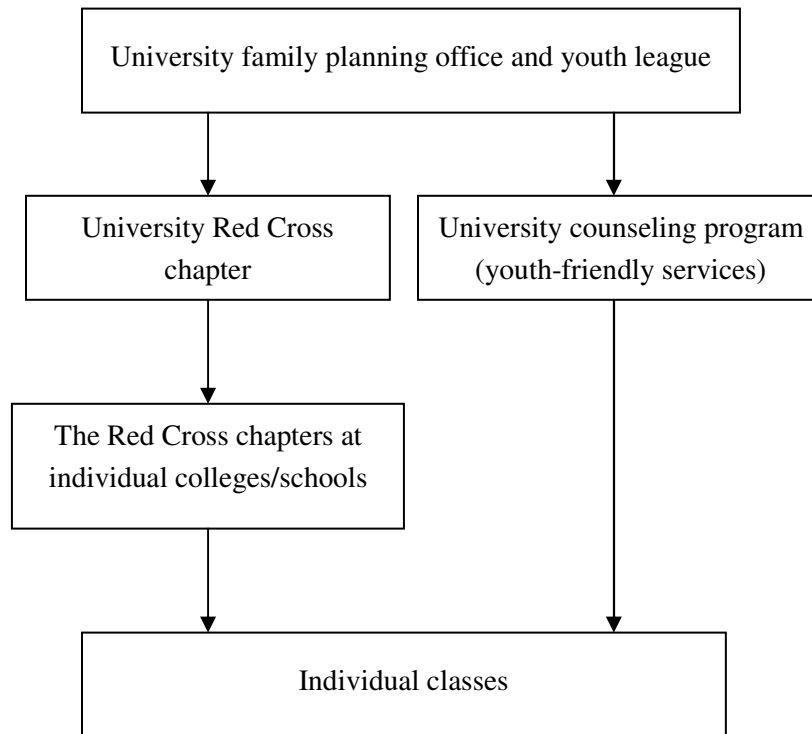 University family planning office and youth league
University Red Cross
chapter
University counseling program
(youth-friendly services)
The Red Cross chapters at
individual colleges/schools
Individual classes